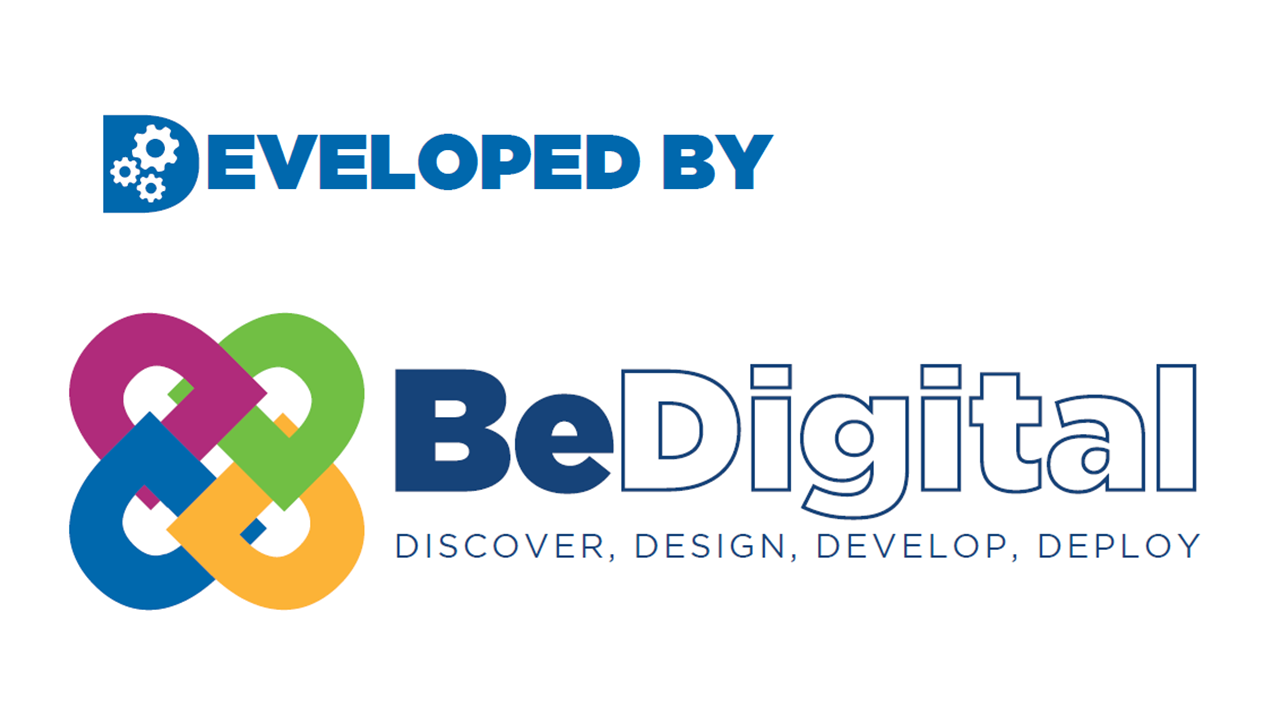 DEVELOPED BY
BeDigital
DISCOVER, DESIGN, DEVELOP, DEPLOY